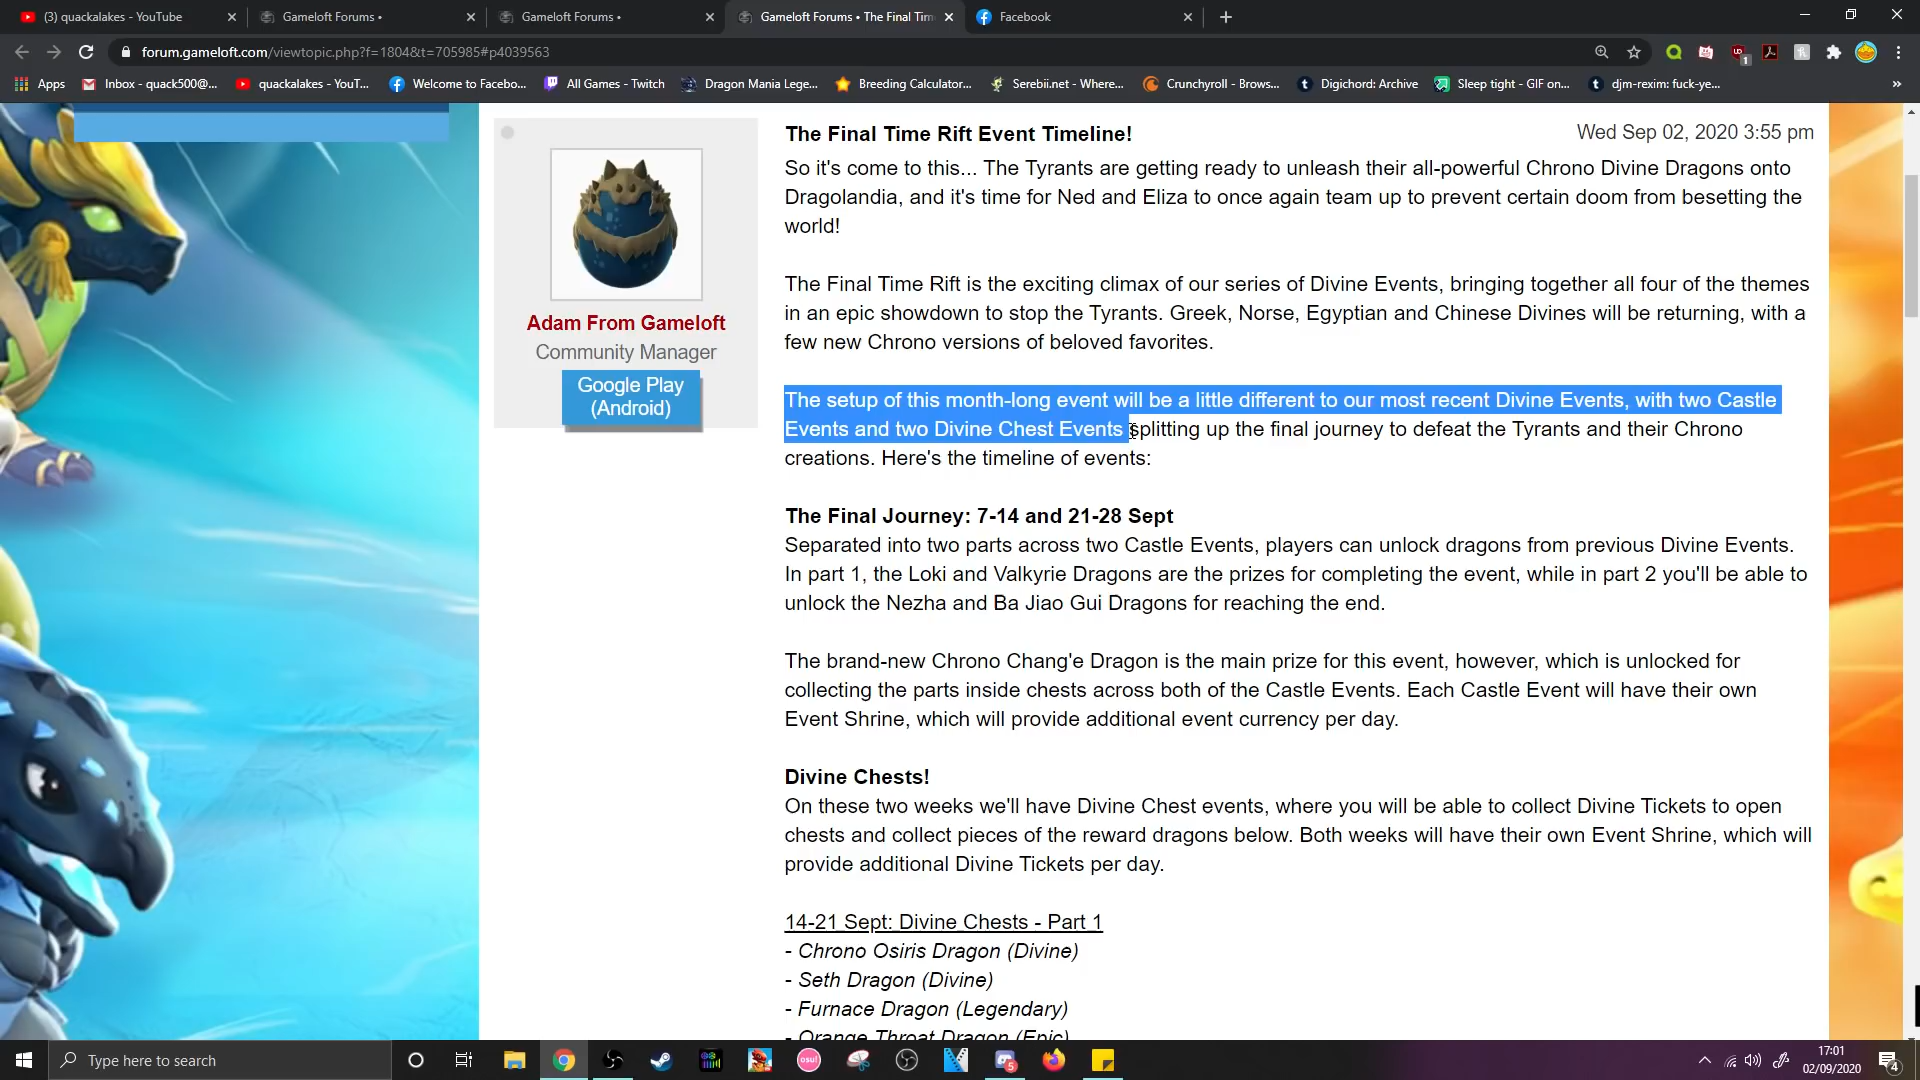 (3) quackalakes - YouTube
Gameloft Forums •
Gameloft Forums •
Gameloft Forums • The Final Tim
Facebook
forum.gameloft.com/viewtopic.php?f=1804&t=705985#p4039563
Apps
Inbox - quack500@...
quackalakes - YouT...
Welcome to Facebo...
All Games - Twitch
Dragon Mania Lege...
Breeding Calculator...
Serebii.net - Where...
Crunchyroll - Brows...
Digichord: Archive
Sleep tight - GIF on...
djm-rexim: fuck-ye...
»
Adam From Gameloft
Community Manager
Google Play
(Android)
The Final Time Rift Event Timeline!
Wed Sep 02, 2020 3:55 pm
So it's come to this... The Tyrants are getting ready to unleash their all-powerful Chrono Divine Dragons onto
Dragolandia, and it's time for Ned and Eliza to once again team up to prevent certain doom from besetting the
world!
The Final Time Rift is the exciting climax of our series of Divine Events, bringing together all four of the themes
in an epic showdown to stop the Tyrants. Greek, Norse, Egyptian and Chinese Divines will be returning, with a
few new Chrono versions of beloved favorites.
The setup of this month-long event will be a little different to our most recent Divine Events, with two Castle
Events and two Divine Chest Events splitting up the final journey to defeat the Tyrants and their Chrono
creations. Here's the timeline of events:
The Final Journey: 7-14 and 21-28 Sept
Separated into two parts across two Castle Events, players can unlock dragons from previous Divine Events.
In part 1, the Loki and Valkyrie Dragons are the prizes for completing the event, while in part 2 you'll be able to
unlock the Nezha and Ba Jiao Gui Dragons for reaching the end.
The brand-new Chrono Chang'e Dragon is the main prize for this event, however, which is unlocked for
collecting the parts inside chests across both of the Castle Events. Each Castle Event will have their own
Event Shrine, which will provide additional event currency per day.
Divine Chests!
On these two weeks we'll have Divine Chest events, where you will be able to collect Divine Tickets to open
chests and collect pieces of the reward dragons below. Both weeks will have their own Event Shrine, which will
provide additional Divine Tickets per day.
14-21 Sept: Divine Chests - Part 1
- Chrono Osiris Dragon (Divine)
- Seth Dragon (Divine)
- Furnace Dragon (Legendary)
- Orange Throat Dragon (Epic)
Type here to search
osu!
5
17:01
02/09/2020
4